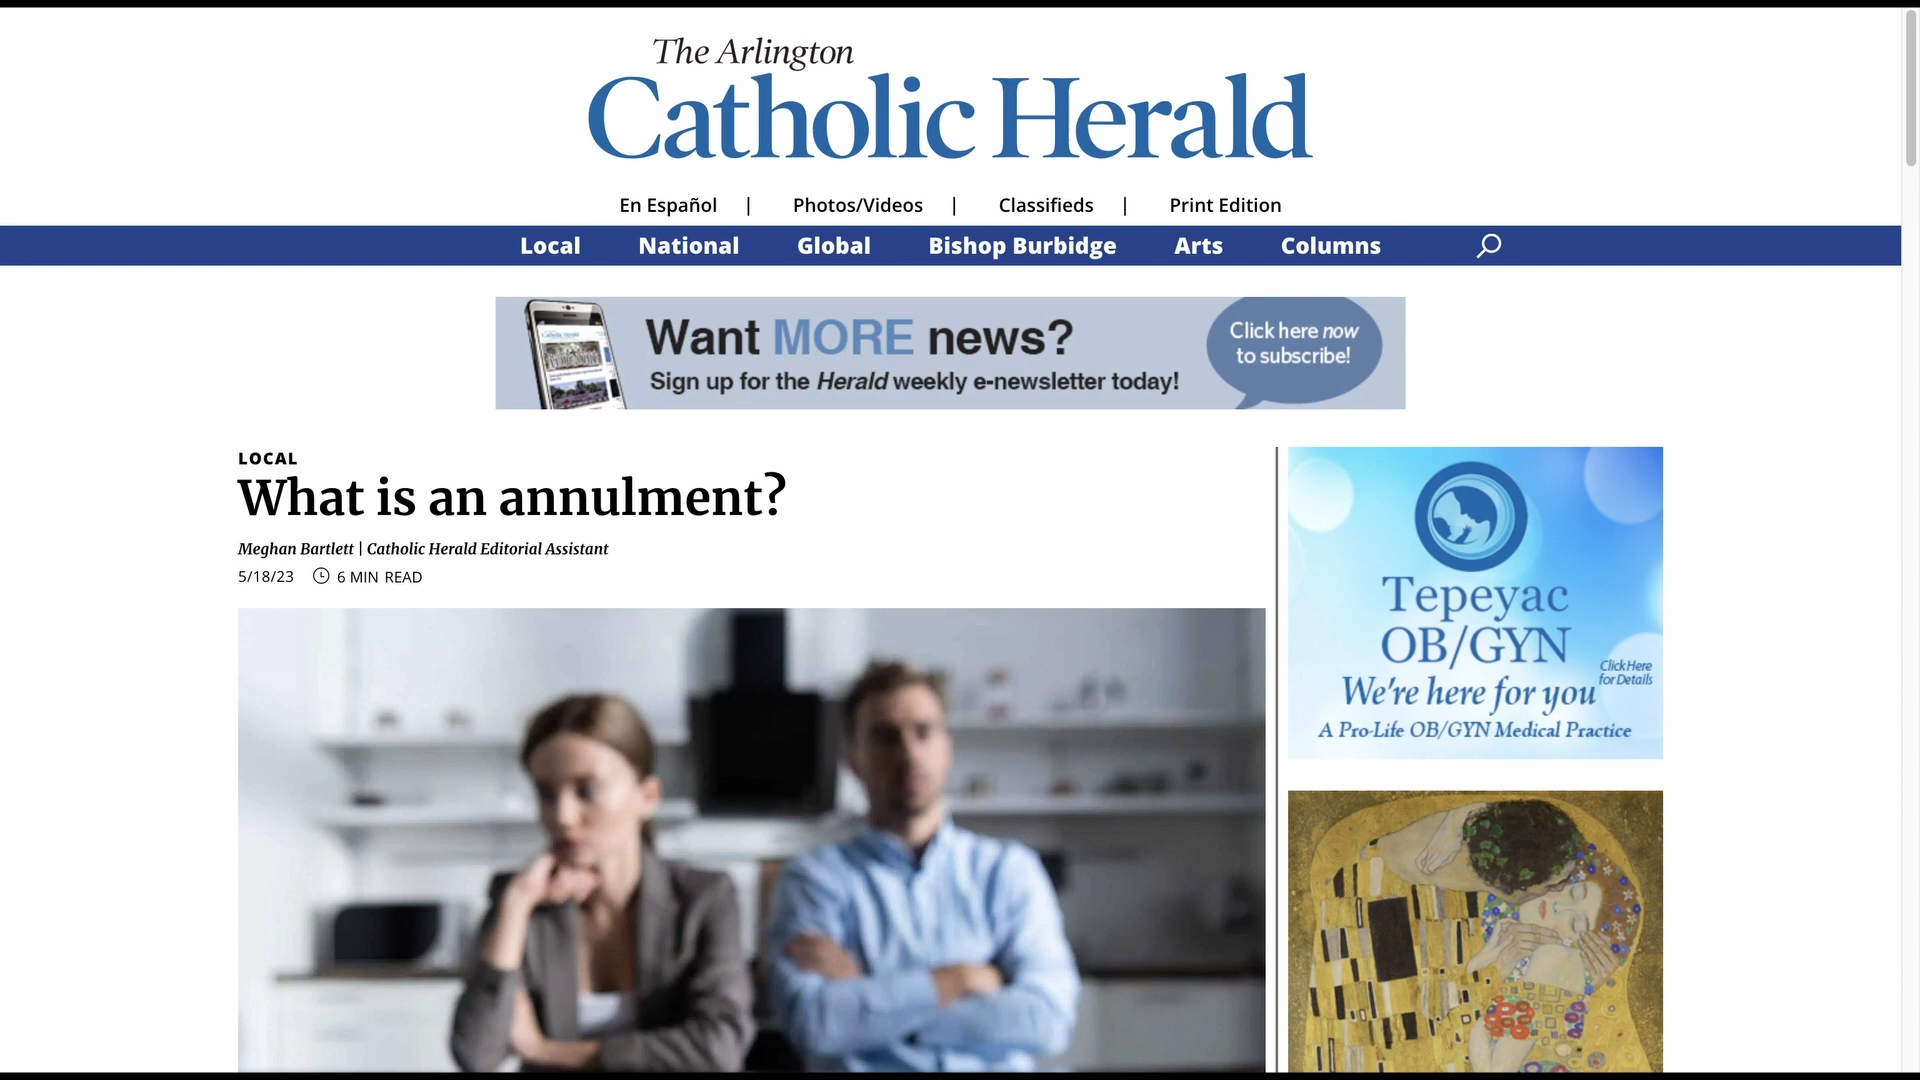 The Arlington
Catholic Herald
En Español | Photos/Videos | Classifieds | Print Edition
Local National Global Bishop Burbidge Arts Columns
Want MORE news?
Sign up for the Herald weekly e-newsletter today!
Click here now
to subscribe!
LOCAL
What is an annulment?
Meghan Bartlett | Catholic Herald Editorial Assistant
5/18/23 6 MIN READ
Tepeyac
OB/GYN
Click Here
for Details
We're here for you
A Pro-Life OB/GYN Medical Practice